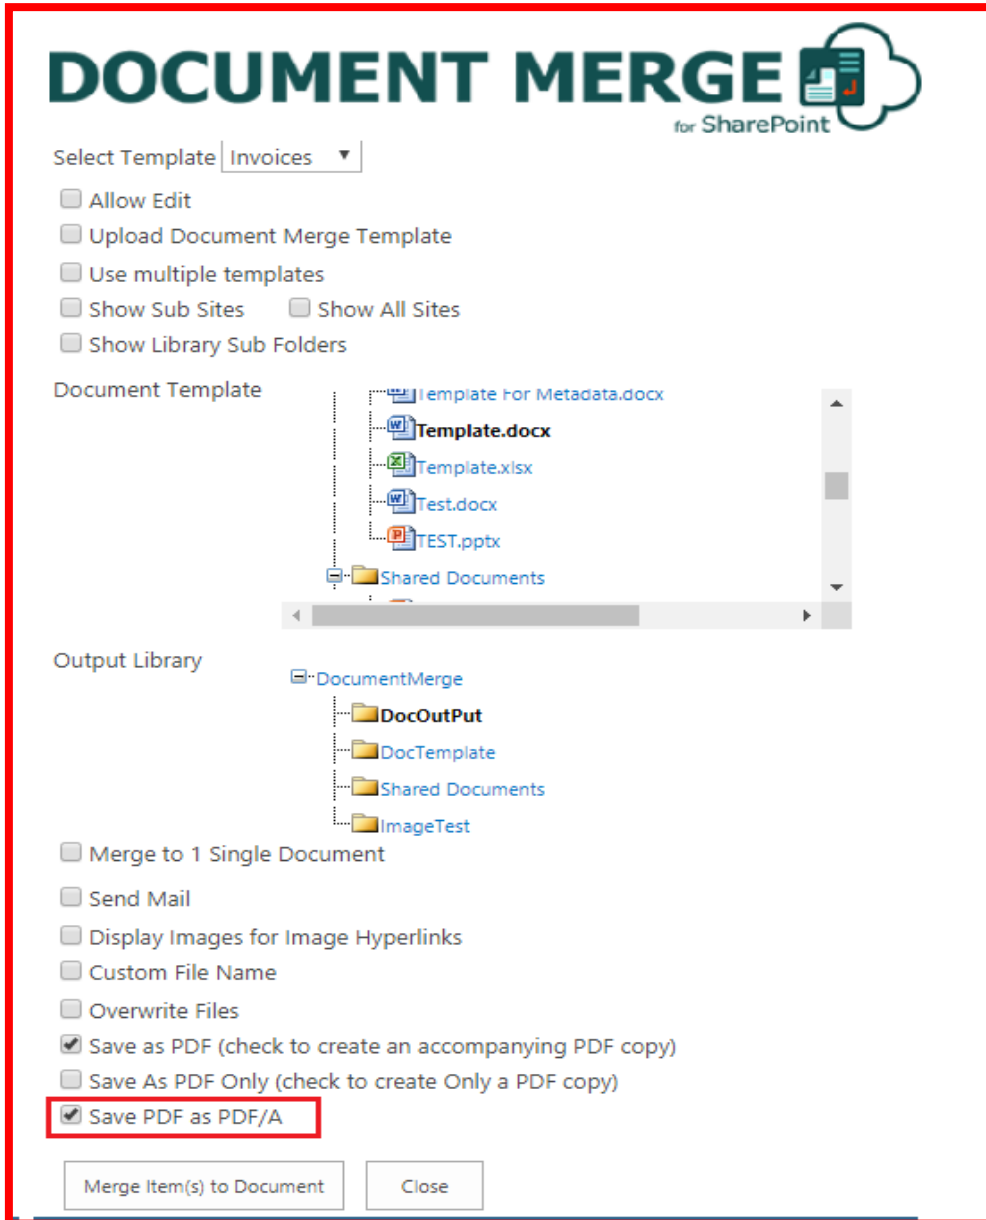 DOCUMENT MERGE
for SharePoint
Select Template Invoices
Allow Edit
Upload Document Merge Template
Use multiple templates
Show Sub Sites Show All Sites
Show Library Sub Folders
Document Template
Template For Metadata.docx
Template.docx
Template.xlsx
Test.docx
TEST.pptx
Shared Documents
Output Library
DocumentMerge
DocOutPut
DocTemplate
Shared Documents
ImageTest
Merge to 1 Single Document
Send Mail
Display Images for Image Hyperlinks
Custom File Name
Overwrite Files
Save as PDF (check to create an accompanying PDF copy)
Save As PDF Only (check to create Only a PDF copy)
Save PDF as PDF/A
Merge Item(s) to Document Close